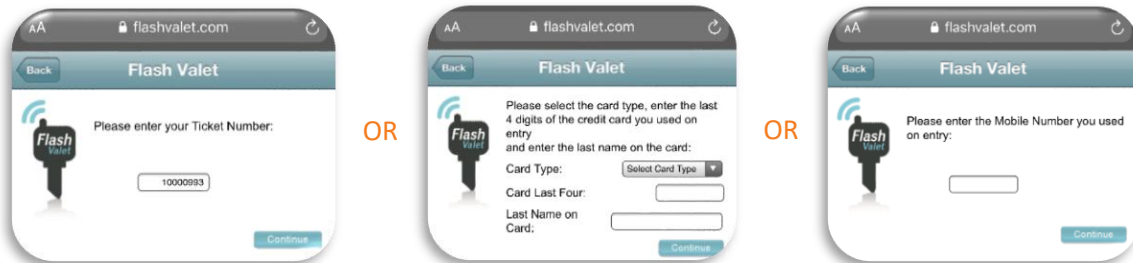 AA flashvalet.com
Back Flash Valet
Flash
Valet
Please enter your Ticket Number:
10000993
Continue
OR
AA flashvalet.com
Back Flash Valet
Flash
Valet
Please select the card type, enter the last
4 digits of the credit card you used on
entry
and enter the last name on the card:
Card Type: Select Card Type
Card Last Four:
Last Name on
Card:
Continue
OR
AA flashvalet.com
Back Flash Valet
Flash
Valet
Please enter the Mobile Number you used
on entry:
Continue